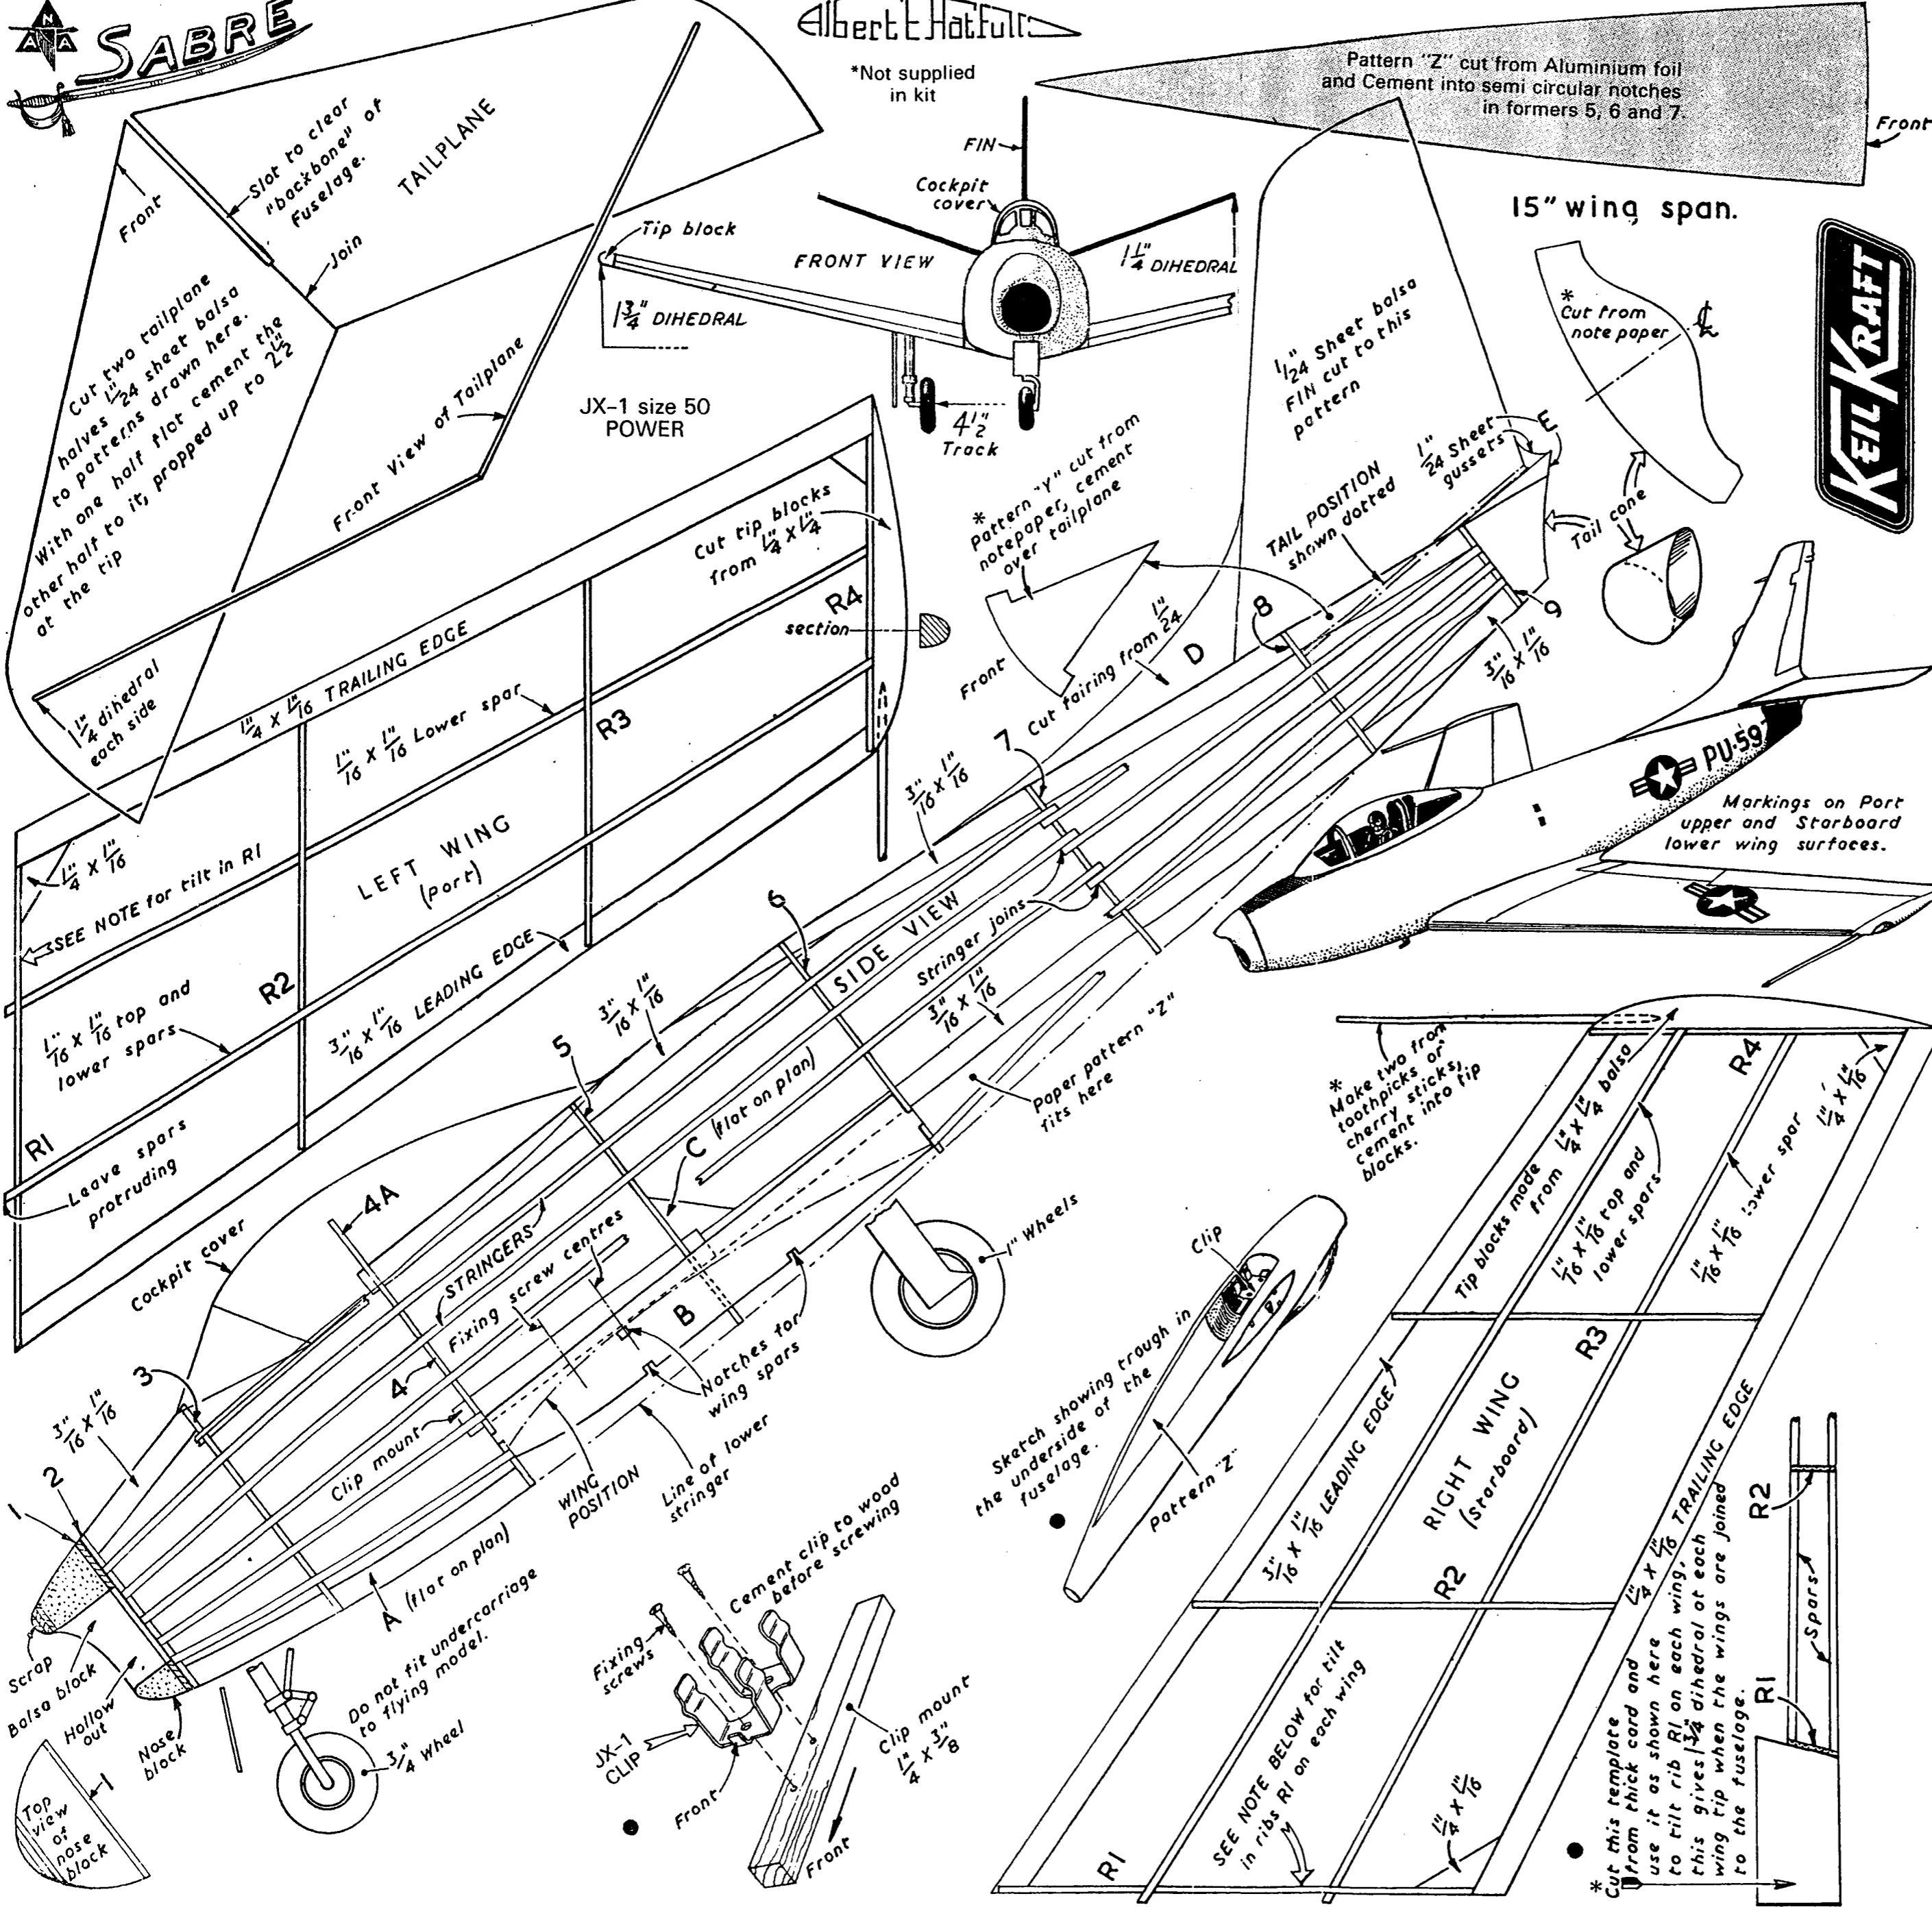 NAA
SABRE
Albert E Hatfull
*Not supplied
in kit
Pattern "Z" cut from Aluminium foil
and Cement into semi circular notches
in formers 5, 6 and 7.
Front
15" wing span.
KEILKRAFT
Slot to clear
"backbone" of
Fuselage.
TAILPLANE
Front
Join
Cut two tailplane
halves 1/24" sheet balsa
to patterns drawn here.
With one half flat cement the
other half to it, propped up to 2 1/2"
at the tip
Front View of Tailplane
1 1/4" dihedral
each side
FIN
Cockpit
cover
Tip block
FRONT VIEW
1 1/4" DIHEDRAL
1 3/4" DIHEDRAL
4 1/2"
Track
JX-1 size 50
POWER
1/24" Sheet balsa
FIN cut to this
pattern
*
Cut from
note paper
℄
Tail cone
1/24" Sheet
gussets
E
TAIL POSITION
shown dotted
*
Pattern "Y" cut from
notepaper, cement
over tailplane
Front
Cut fairing from 1/24"
D
8
9
3/16" X 1/16"
7
3/16" X 1/16"
Cut tip blocks
from 1/4" X 1/4"
R4
section
1/4" X 1/16" TRAILING EDGE
1/16" X 1/16" Lower spar
R3
1/4" X 1/16"
SEE NOTE for tilt in R1
LEFT WING
(port)
R2
1/16" X 1/16" top and
lower spars
3/16" X 1/16" LEADING EDGE
R1
Leave spars
protruding
PU-597
Markings on Port
upper and Starboard
lower wing surfaces.
6
SIDE VIEW
Stringer joins
3/16" X 1/16"
3/16" X 1/16"
5
C (flat on plan)
Paper pattern "Z"
fits here
4A
Cockpit cover
STRINGERS
Fixing screw centres
B
1" Wheels
3
4
Notches for
wing spars
3/16" X 1/16"
Clip mount
WING
POSITION
Line of lower
stringer
2
1
A (flat on plan)
Scrap
Balsa block
Hollow
out
Nose
block
Do not fit undercarriage
to flying model.
3/4" Wheel
Top
view
of
nose
block
1
Cement clip to wood
before screwing
Fixing
screws
JX-1
CLIP
Front
Clip mount
1/4" X 3/8"
Front
Clip
Sketch showing trough in
the underside of the
fuselage.
Pattern "Z"
*
Make two from
toothpicks or
cherry sticks,
cement into tip
blocks.
Tip blocks made
from 1/4" X 1/4" balsa
R4
1/4" X 1/16"
1/16" X 1/16" top and
lower spars
1/16" X 1/16" lower spar
R3
3/16" X 1/16" LEADING EDGE
RIGHT WING
(starboard)
1/4" X 1/16" TRAILING EDGE
R2
SEE NOTE BELOW for tilt
in ribs R1 on each wing
1/4" X 1/16"
R1
*
Cut this template
from thick card and
use it as shown here
to tilt rib R1 on each wing,
this gives 1 3/4" dihedral at each
wing tip when the wings are joined
to the fuselage.
R2
Spars
R1